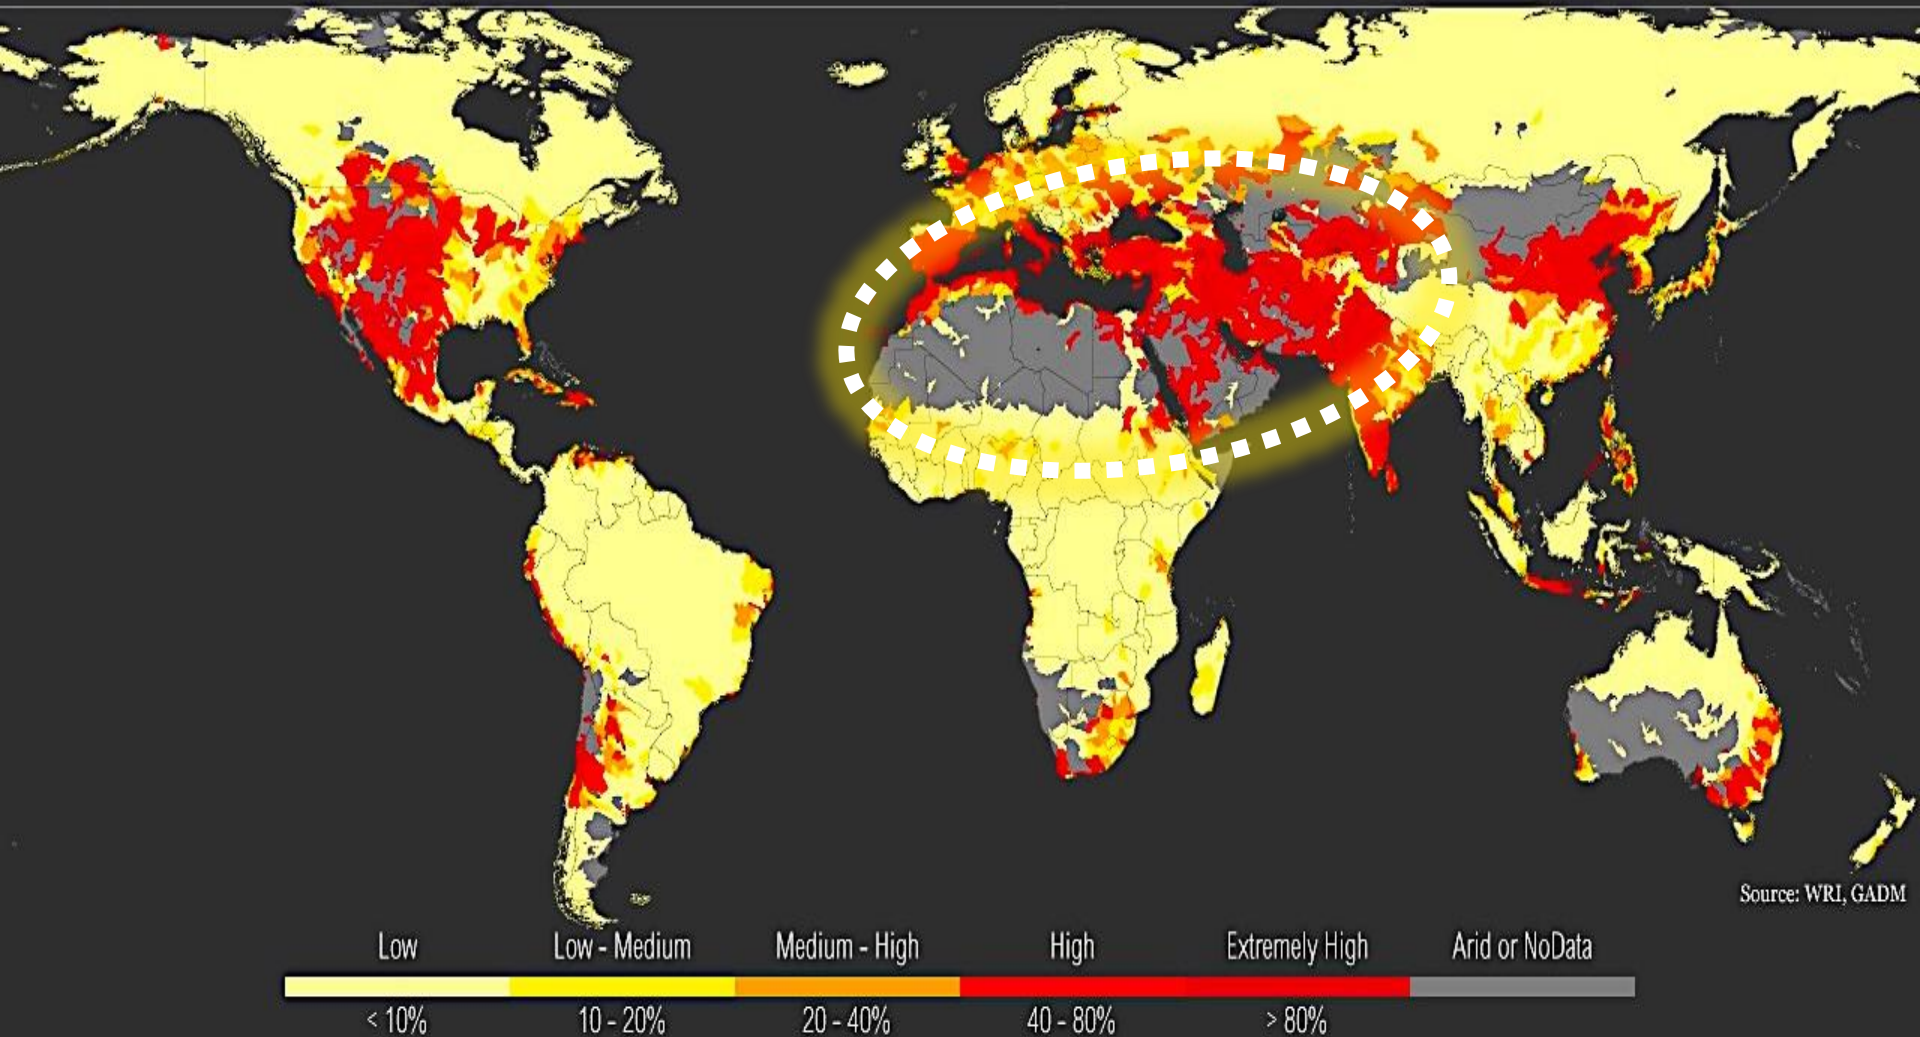 Source: WRI, GADM
Low Low - Medium Medium - High High Extremely High Arid or NoData
< 10% 10 - 20% 20 - 40% 40 - 80% > 80%